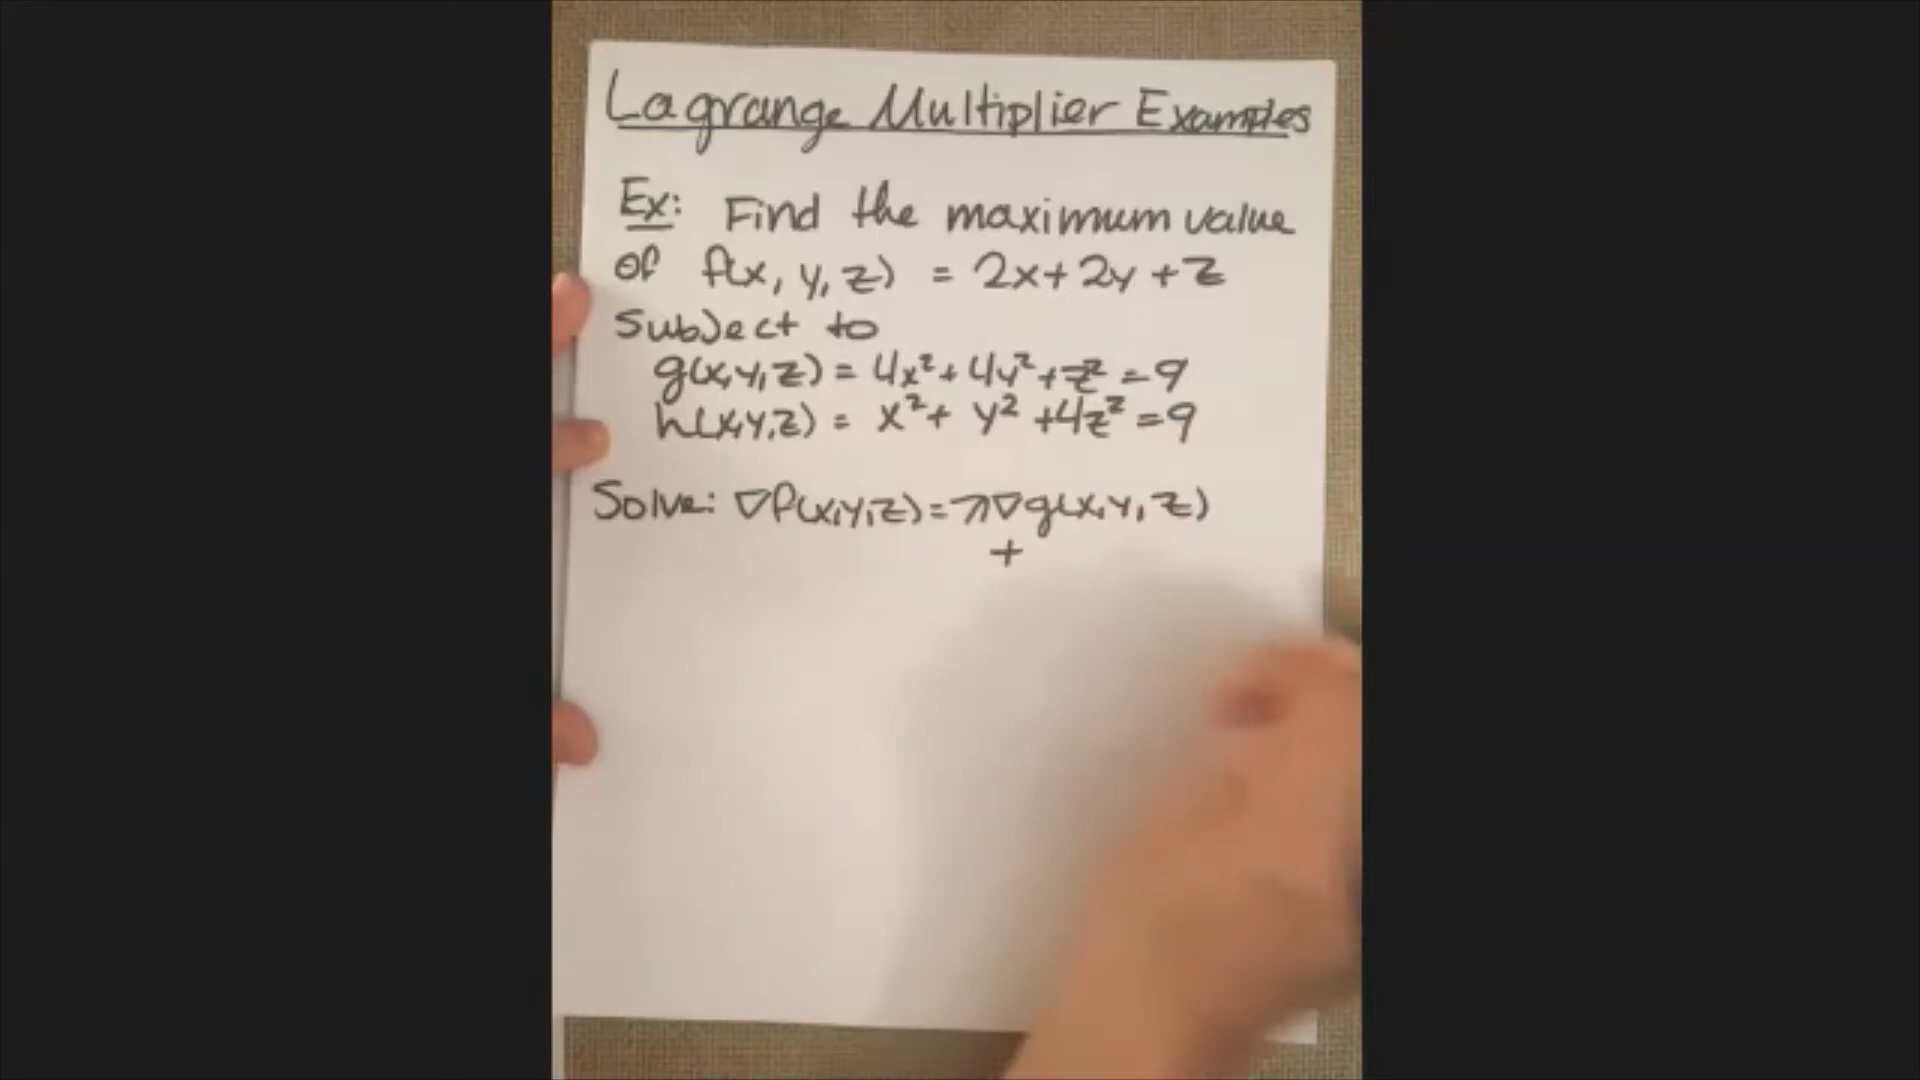 Lagrange Multiplier Examples
Ex: Find the maximum value
of f(x, y, z) = 2x + 2y + z
subject to
g(x,y,z) = 4x² + 4y² + z² = 9
h(x,y,z) = x² + y² + 4z² = 9
Solve: ∇f(x,y,z) = λ∇g(x,y,z)
+